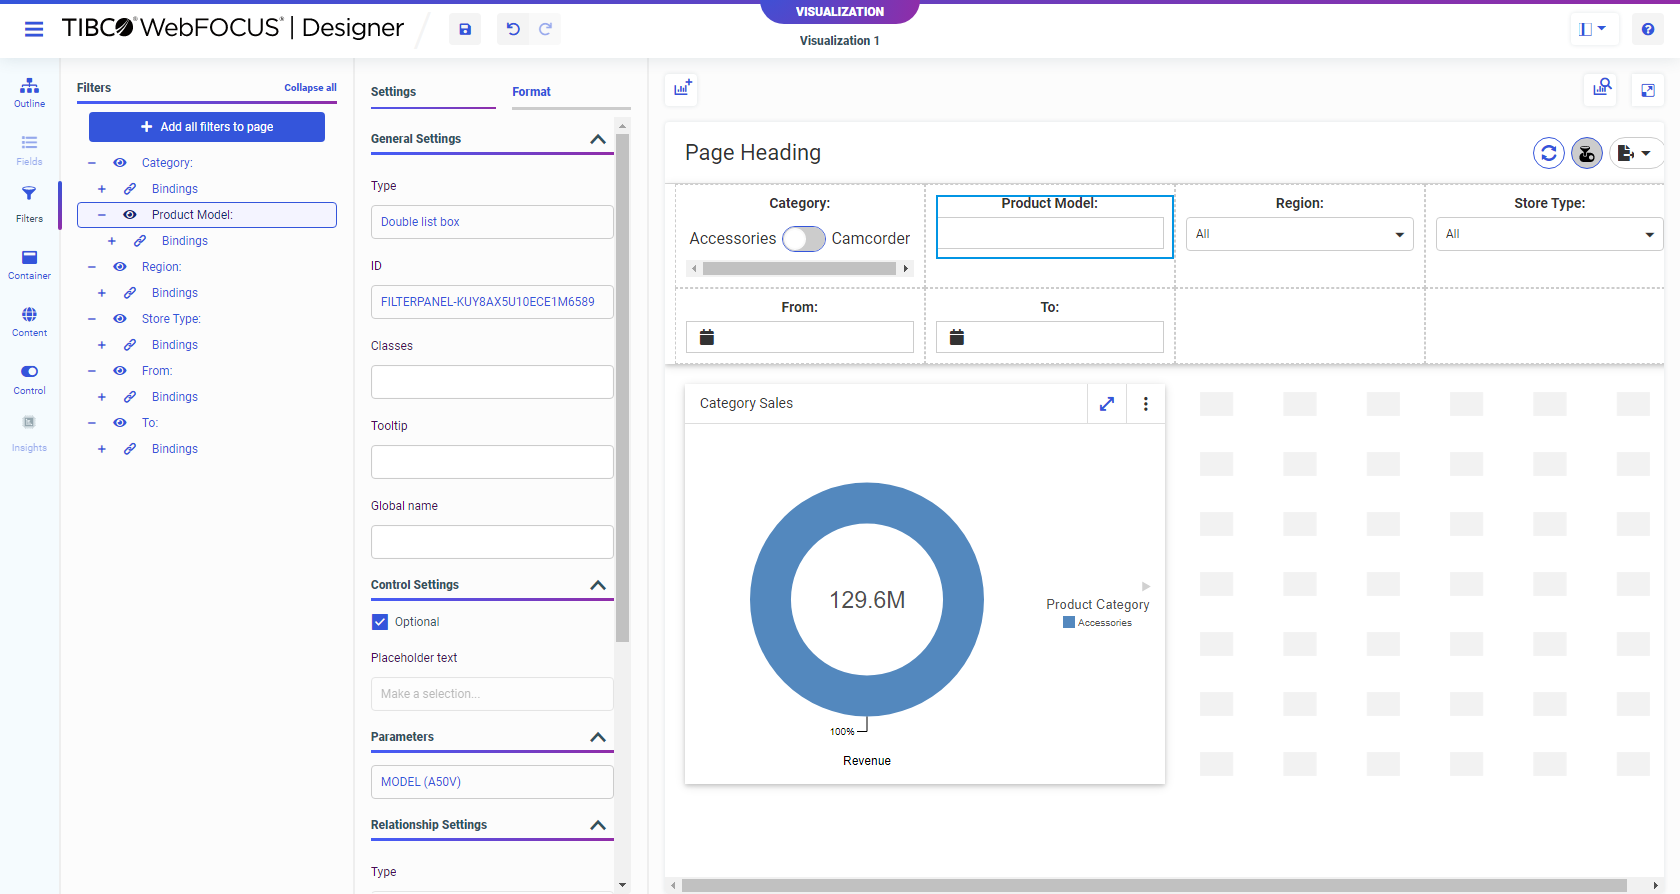 VISUALIZATION
TIBCO® WebFOCUS® | Designer
Visualization 1
Outline
Fields
Filters
Container
Content
Control
Insights
Filters
Collapse all
Add all filters to page
Category:
Bindings
Product Model:
Bindings
Region:
Bindings
Store Type:
Bindings
From:
Bindings
To:
Bindings
Settings
Format
General Settings
Type
Double list box
ID
FILTERPANEL-KUY8AX5U10ECE1M6589
Classes
Tooltip
Global name
Control Settings
Optional
Placeholder text
Make a selection...
Parameters
MODEL (A50V)
Relationship Settings
Type
Page Heading
Category:
Accessories
Camcorder
Product Model:
Region:
All
Store Type:
All
From:
To:
Category Sales
129.6M
100%
Revenue
Product Category
Accessories